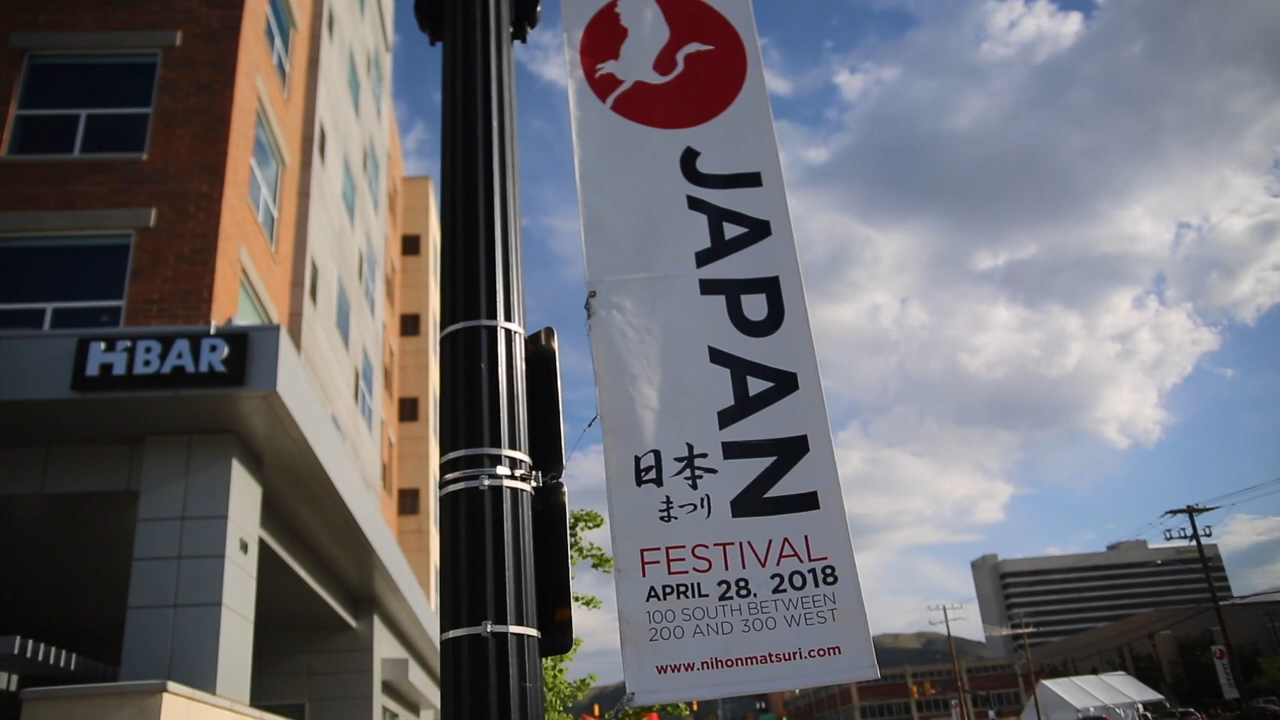 HBAR
JAPAN
日本
まつり
FESTIVAL
APRIL 28, 2018
100 SOUTH BETWEEN
200 AND 300 WEST
www.nihonmatsuri.com